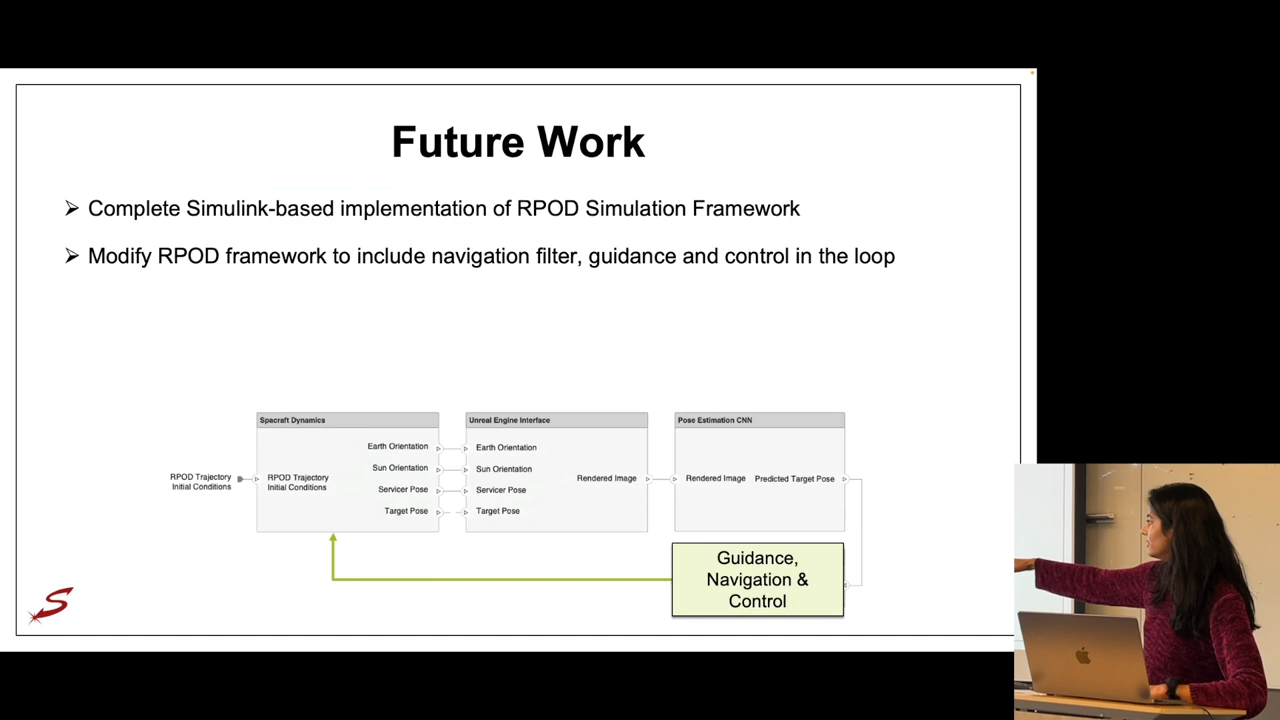 Future Work
Complete Simulink-based implementation of RPOD Simulation Framework
Modify RPOD framework to include navigation filter, guidance and control in the loop
Spacraft Dynamics
RPOD Trajectory
Initial Conditions
RPOD Trajectory
Initial Conditions
Earth Orientation
Sun Orientation
Servicer Pose
Target Pose
Unreal Engine Interface
Earth Orientation
Sun Orientation
Servicer Pose
Target Pose
Rendered Image
Pose Estimation CNN
Rendered Image
Predicted Target Pose
Guidance,
Navigation &
Control
S